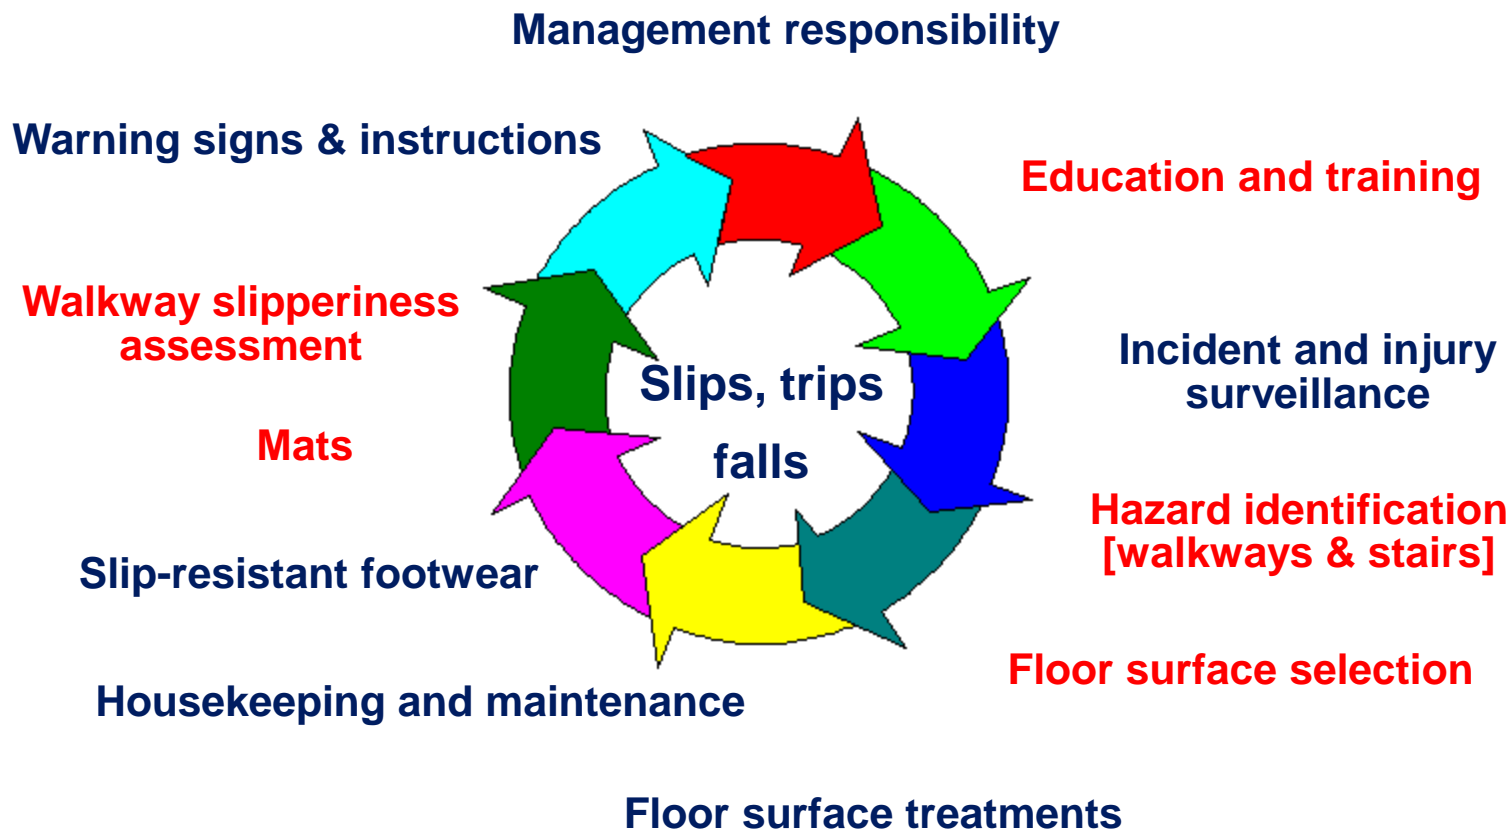 Management responsibility
Warning signs & instructions
Education and training
Walkway slipperiness
assessment
Incident and injury
surveillance
Slips, trips
falls
Mats
Hazard identification
[walkways & stairs]
Slip-resistant footwear
Floor surface selection
Housekeeping and maintenance
Floor surface treatments